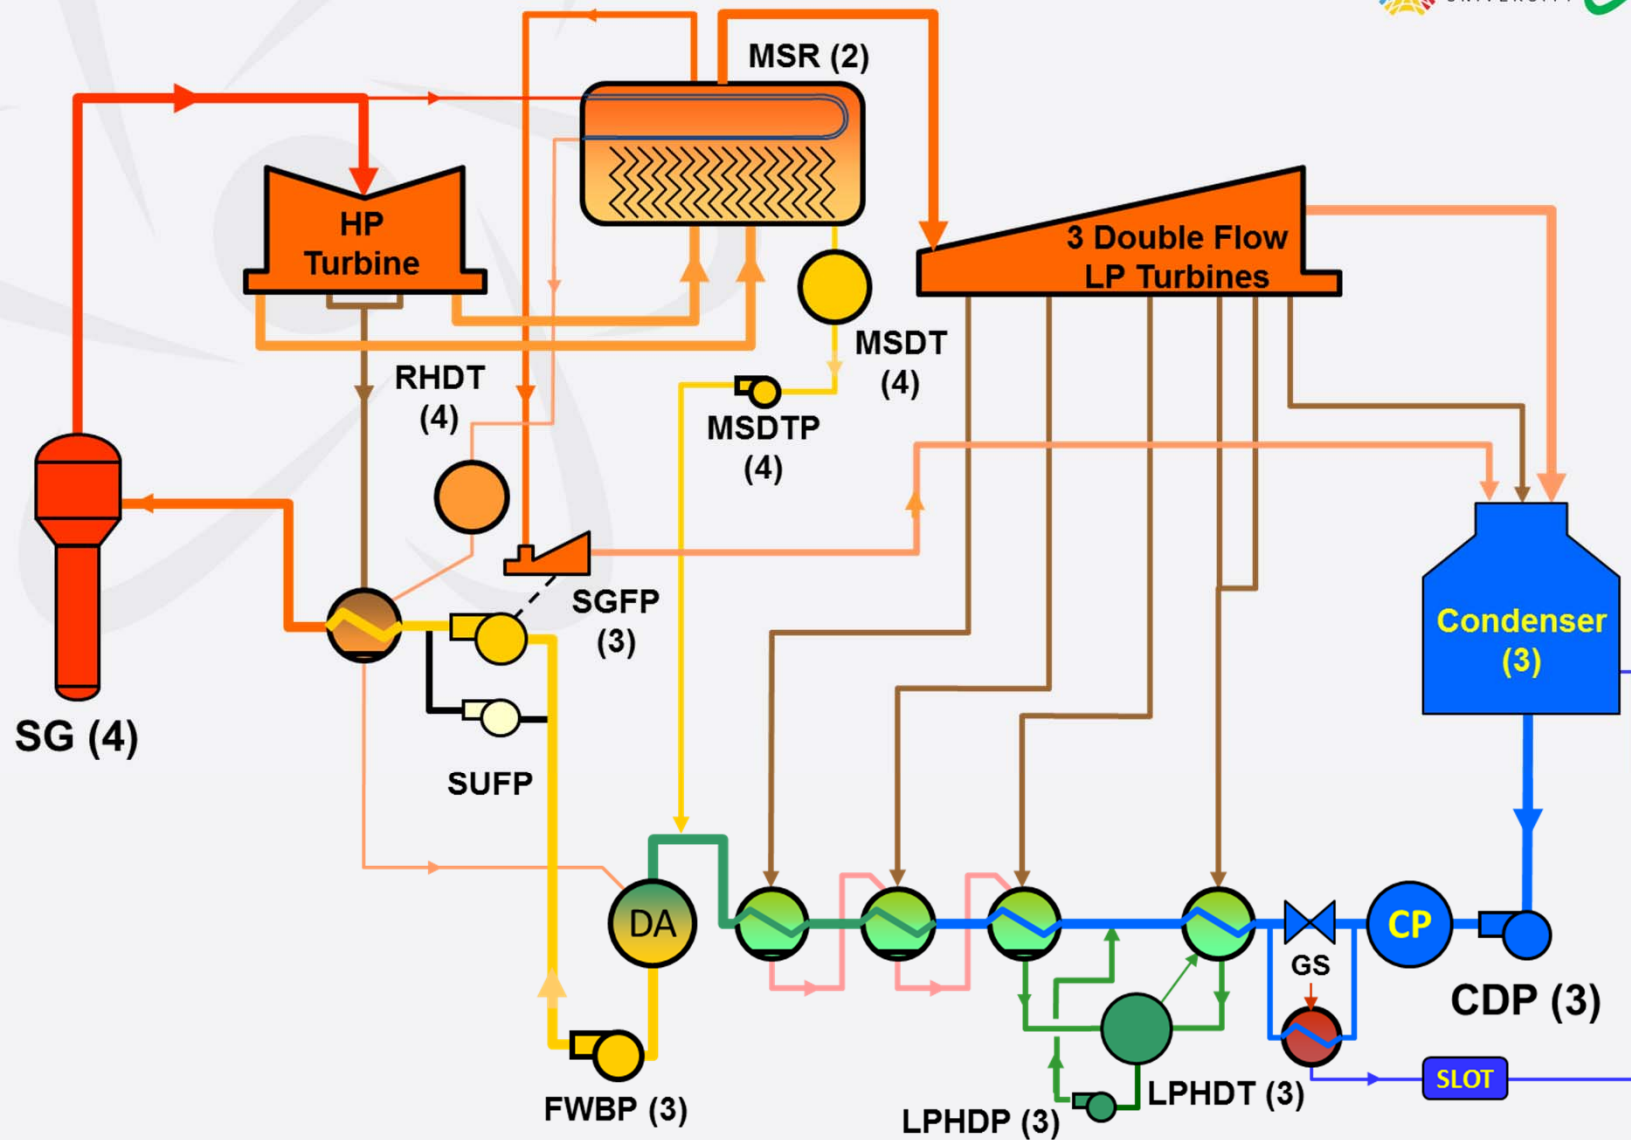 UNIVERSITY
MSR (2)
HP
Turbine
3 Double Flow
LP Turbines
RHDT
(4)
MSDT
(4)
MSDTP
(4)
SGFP
(3)
Condenser
(3)
SG (4)
SUFP
DA
CP
GS
CDP (3)
SLOT
FWBP (3)
LPHDP (3)
LPHDT (3)